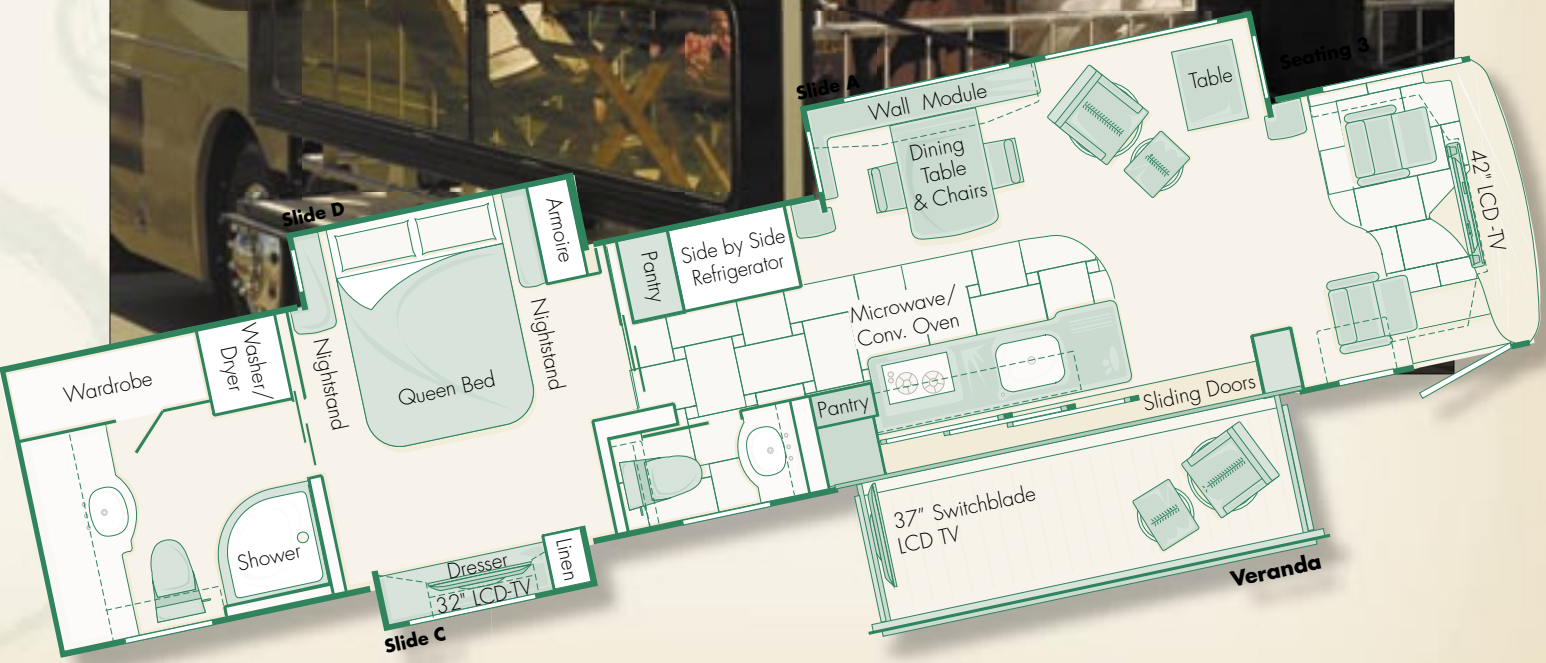 Seating 3
Slide A
Wall Module
Table
Dining
Table
& Chairs
42" LCD -TV
Slide D
Armoire
Pantry
Side by Side
Refrigerator
Microwave/
Conv. Oven
Nightstand
Nightstand
Queen Bed
Washer/
Dryer
Wardrobe
Pantry
Sliding Doors
37" Switchblade
LCD TV
Shower
Dresser
32" LCD-TV
Linen
Slide C
Veranda